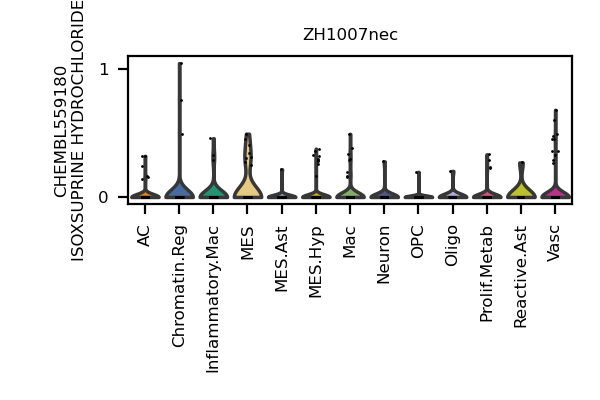 ZH1007nec
CHEMBL559180
ISOXSUPRINE HYDROCHLORIDE
1
0
AC
Chromatin.Reg
Inflammatory.Mac
MES
MES.Ast
MES.Hyp
Mac
Neuron
OPC
Oligo
Prolif.Metab
Reactive.Ast
Vasc